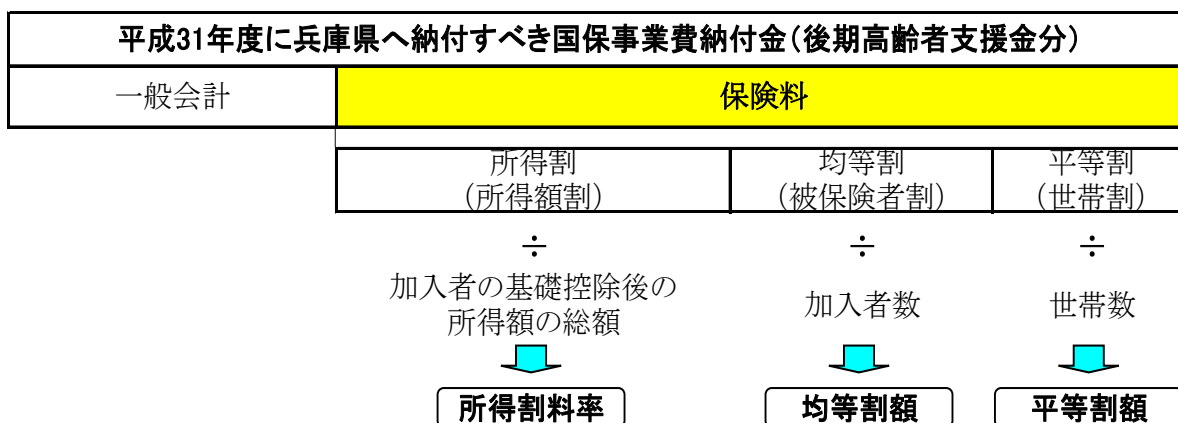 平成31年度に兵庫県へ納付すべき国保事業費納付金(後期高齢者支援金分)
一般会計
保険料
所得割
(所得額割)
均等割
(被保険者割)
平等割
(世帯割)
÷
÷
÷
加入者の基礎控除後の
所得額の総額
加入者数
世帯数
所得割料率
均等割額
平等割額